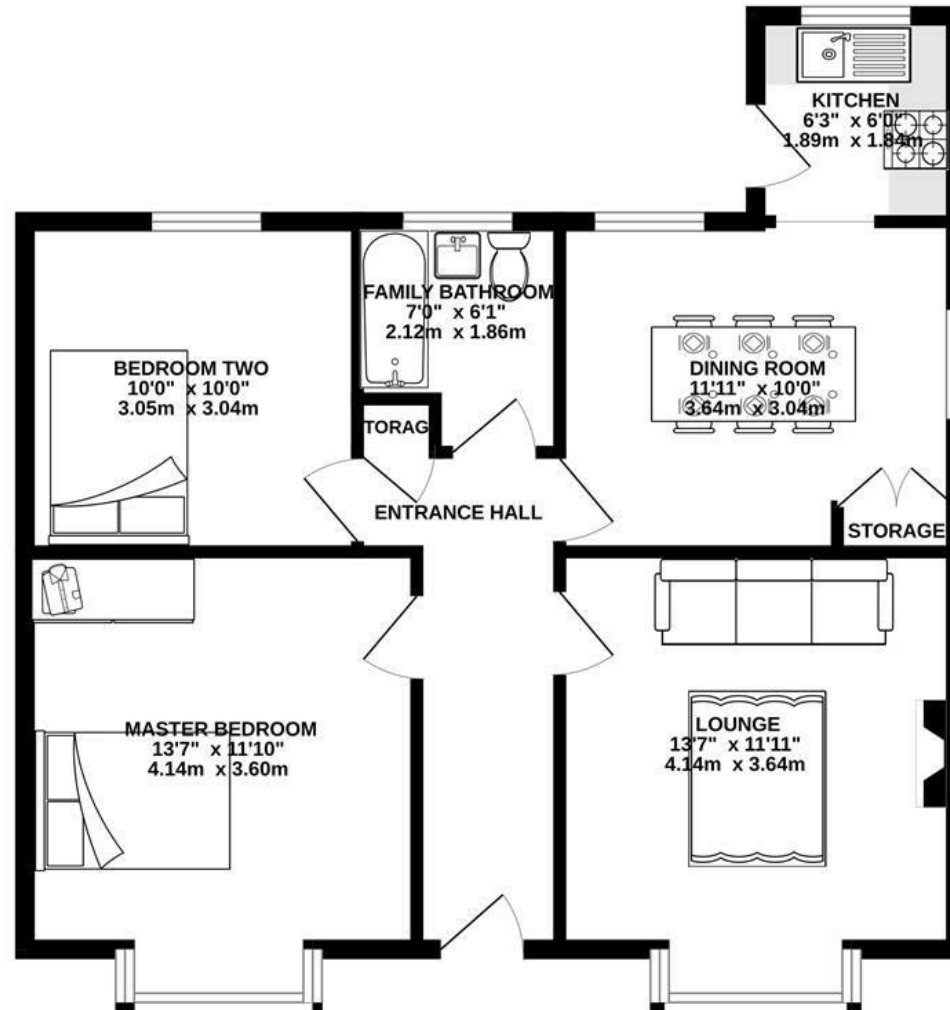 KITCHEN
6'3" x 6'0"
1.89m x 1.84m
FAMILY BATHROOM
7'0" x 6'1"
2.12m x 1.86m
BEDROOM TWO
10'0" x 10'0"
3.05m x 3.04m
DINING ROOM
11'11" x 10'0"
3.64m x 3.04m
TORAG
ENTRANCE HALL
STORAGE
MASTER BEDROOM
13'7" x 11'10"
4.14m x 3.60m
LOUNGE
13'7" x 11'11"
4.14m x 3.64m